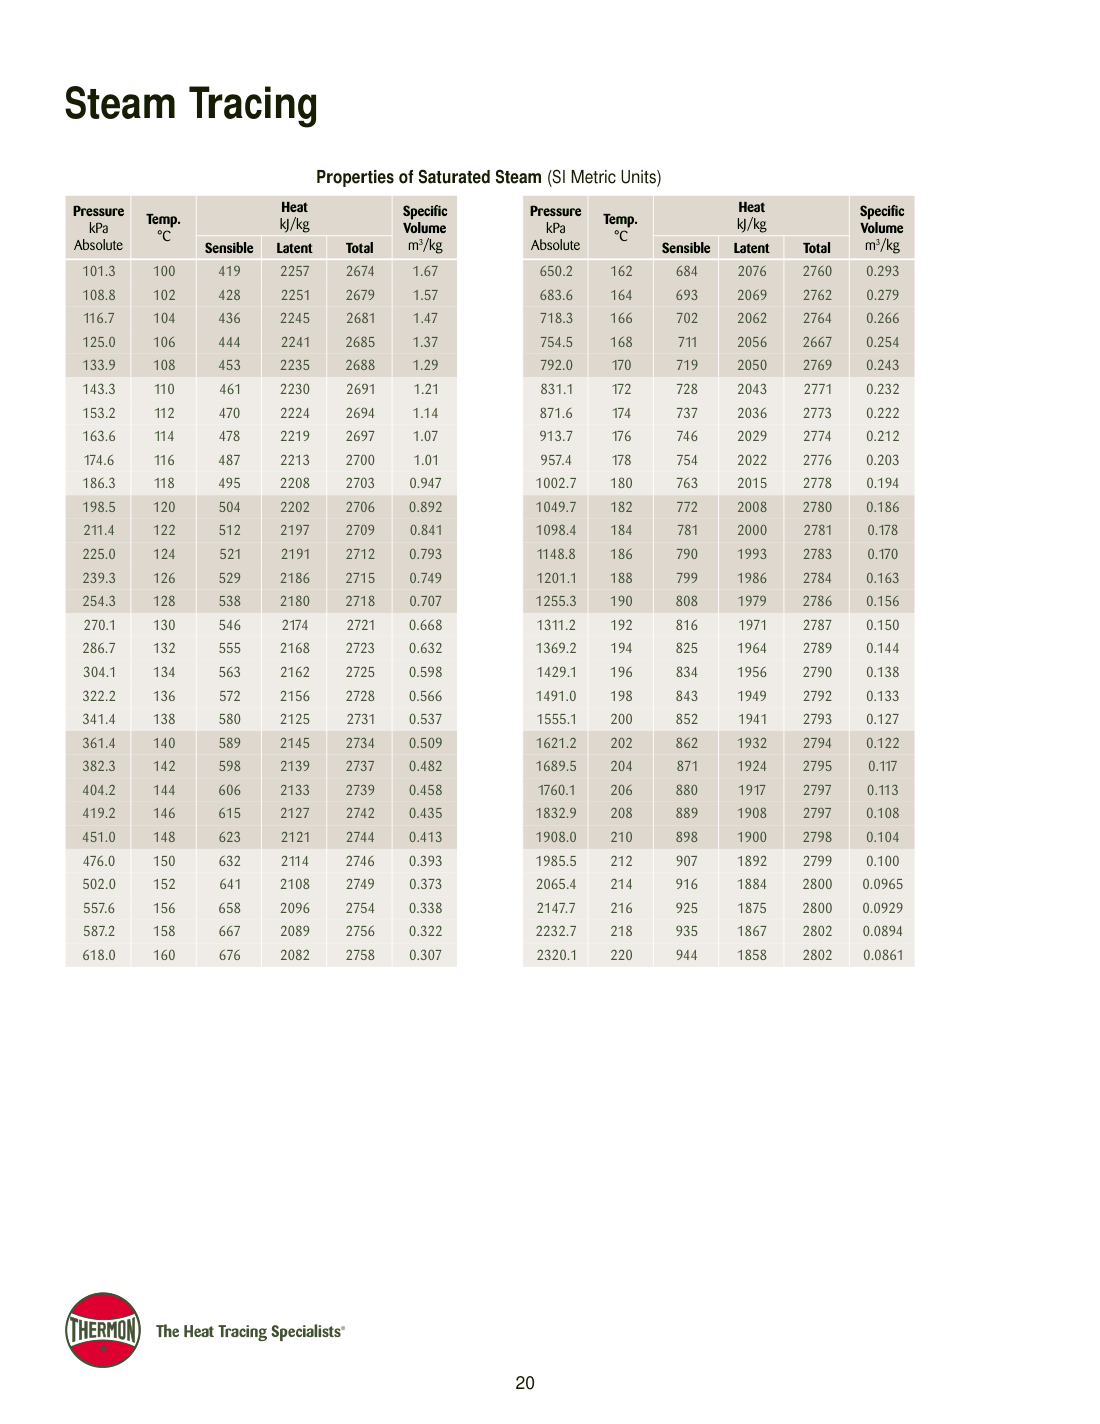 Steam Tracing
Properties of Saturated Steam (SI Metric Units)
Pressure kPa Absolute Temp. °C Heat kJ/kg Sensible Latent Total Specific Volume m³/kg
101.3 100 419 2257 2674 1.67
108.8 102 428 2251 2679 1.57
116.7 104 436 2245 2681 1.47
125.0 106 444 2241 2685 1.37
133.9 108 453 2235 2688 1.29
143.3 110 461 2230 2691 1.21
153.2 112 470 2224 2694 1.14
163.6 114 478 2219 2697 1.07
174.6 116 487 2213 2700 1.01
186.3 118 495 2208 2703 0.947
198.5 120 504 2202 2706 0.892
211.4 122 512 2197 2709 0.841
225.0 124 521 2191 2712 0.793
239.3 126 529 2186 2715 0.749
254.3 128 538 2180 2718 0.707
270.1 130 546 2174 2721 0.668
286.7 132 555 2168 2723 0.632
304.1 134 563 2162 2725 0.598
322.2 136 572 2156 2728 0.566
341.4 138 580 2125 2731 0.537
361.4 140 589 2145 2734 0.509
382.3 142 598 2139 2737 0.482
404.2 144 606 2133 2739 0.458
419.2 146 615 2127 2742 0.435
451.0 148 623 2121 2744 0.413
476.0 150 632 2114 2746 0.393
502.0 152 641 2108 2749 0.373
557.6 156 658 2096 2754 0.338
587.2 158 667 2089 2756 0.322
618.0 160 676 2082 2758 0.307
Pressure kPa Absolute Temp. °C Heat kJ/kg Sensible Latent Total Specific Volume m³/kg
650.2 162 684 2076 2760 0.293
683.6 164 693 2069 2762 0.279
718.3 166 702 2062 2764 0.266
754.5 168 711 2056 2667 0.254
792.0 170 719 2050 2769 0.243
831.1 172 728 2043 2771 0.232
871.6 174 737 2036 2773 0.222
913.7 176 746 2029 2774 0.212
957.4 178 754 2022 2776 0.203
1002.7 180 763 2015 2778 0.194
1049.7 182 772 2008 2780 0.186
1098.4 184 781 2000 2781 0.178
1148.8 186 790 1993 2783 0.170
1201.1 188 799 1986 2784 0.163
1255.3 190 808 1979 2786 0.156
1311.2 192 816 1971 2787 0.150
1369.2 194 825 1964 2789 0.144
1429.1 196 834 1956 2790 0.138
1491.0 198 843 1949 2792 0.133
1555.1 200 852 1941 2793 0.127
1621.2 202 862 1932 2794 0.122
1689.5 204 871 1924 2795 0.117
1760.1 206 880 1917 2797 0.113
1832.9 208 889 1908 2797 0.108
1908.0 210 898 1900 2798 0.104
1985.5 212 907 1892 2799 0.100
2065.4 214 916 1884 2800 0.0965
2147.7 216 925 1875 2800 0.0929
2232.7 218 935 1867 2802 0.0894
2320.1 220 944 1858 2802 0.0861
THERMON
The Heat Tracing Specialists®
20